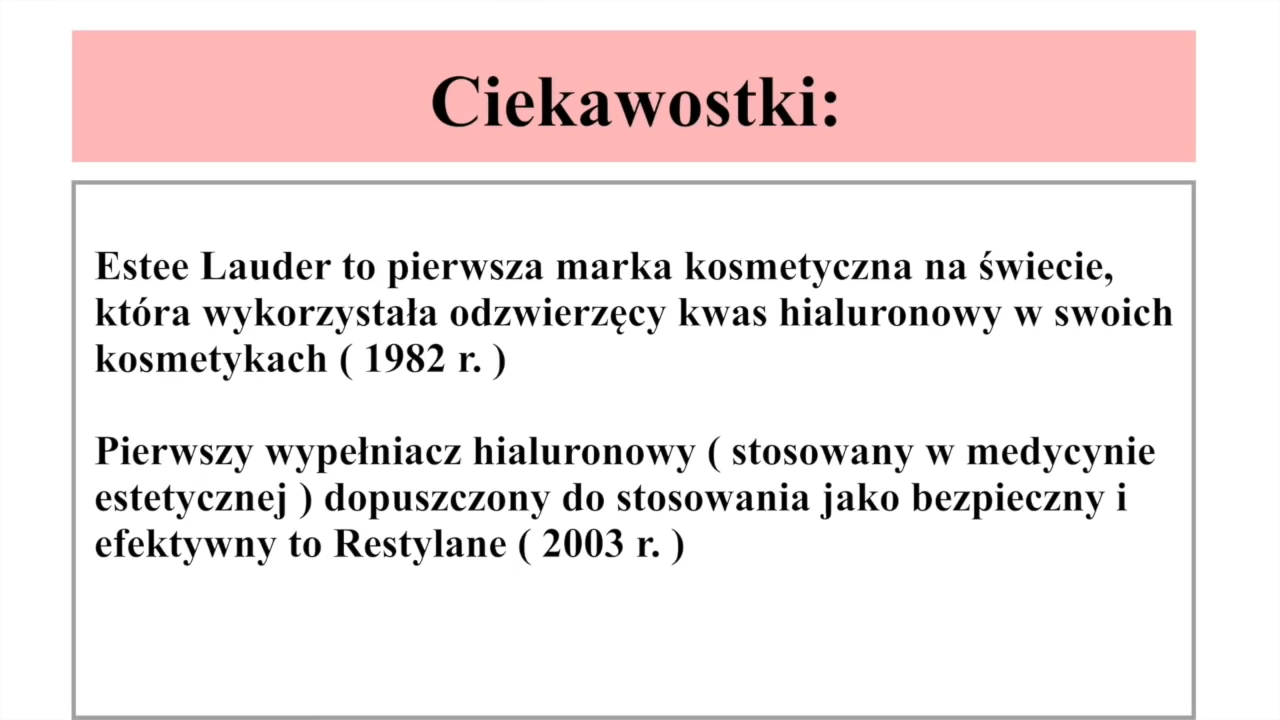 Ciekawostki:
Estee Lauder to pierwsza marka kosmetyczna na świecie,
która wykorzystała odzwierzęcy kwas hialuronowy w swoich
kosmetykach ( 1982 r. )
Pierwszy wypełniacz hialuronowy ( stosowany w medycynie
estetycznej ) dopuszczony do stosowania jako bezpieczny i
efektywny to Restylane ( 2003 r. )